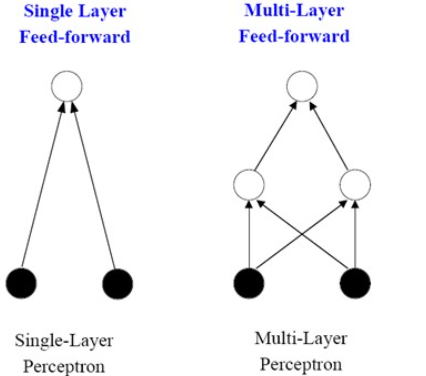 Single Layer
Feed-forward
Multi-Layer
Feed-forward
Single-Layer
Perceptron
Multi-Layer
Perceptron